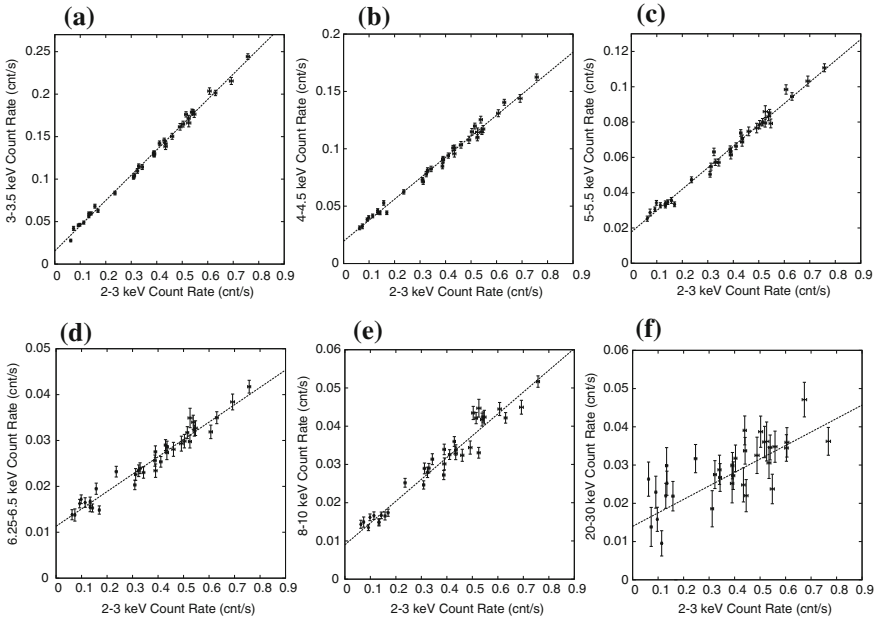 (a)
(b)
(c)
3-3.5 keV Count Rate (cnt/s)
0.25
0.2
0.15
0.1
0.05
0
0 0.1 0.2 0.3 0.4 0.5 0.6 0.7 0.8 0.9
2-3 keV Count Rate (cnt/s)
4-4.5 keV Count Rate (cnt/s)
0.2
0.15
0.1
0.05
0
0 0.1 0.2 0.3 0.4 0.5 0.6 0.7 0.8 0.9
2-3 keV Count Rate (cnt/s)
5-5.5 keV Count Rate (cnt/s)
0.12
0.1
0.08
0.06
0.04
0.02
0
0 0.1 0.2 0.3 0.4 0.5 0.6 0.7 0.8 0.9
2-3 keV Count Rate (cnt/s)
(d)
(e)
(f)
6.25-6.5 keV Count Rate (cnt/s)
0.05
0.04
0.03
0.02
0.01
0
0 0.1 0.2 0.3 0.4 0.5 0.6 0.7 0.8 0.9
2-3 keV Count Rate (cnt/s)
8-10 keV Count Rate (cnt/s)
0.06
0.05
0.04
0.03
0.02
0.01
0
0 0.1 0.2 0.3 0.4 0.5 0.6 0.7 0.8 0.9
2-3 keV Count Rate (cnt/s)
20-30 keV Count Rate (cnt/s)
0.06
0.05
0.04
0.03
0.02
0.01
0
0 0.1 0.2 0.3 0.4 0.5 0.6 0.7 0.8 0.9
2-3 keV Count Rate (cnt/s)